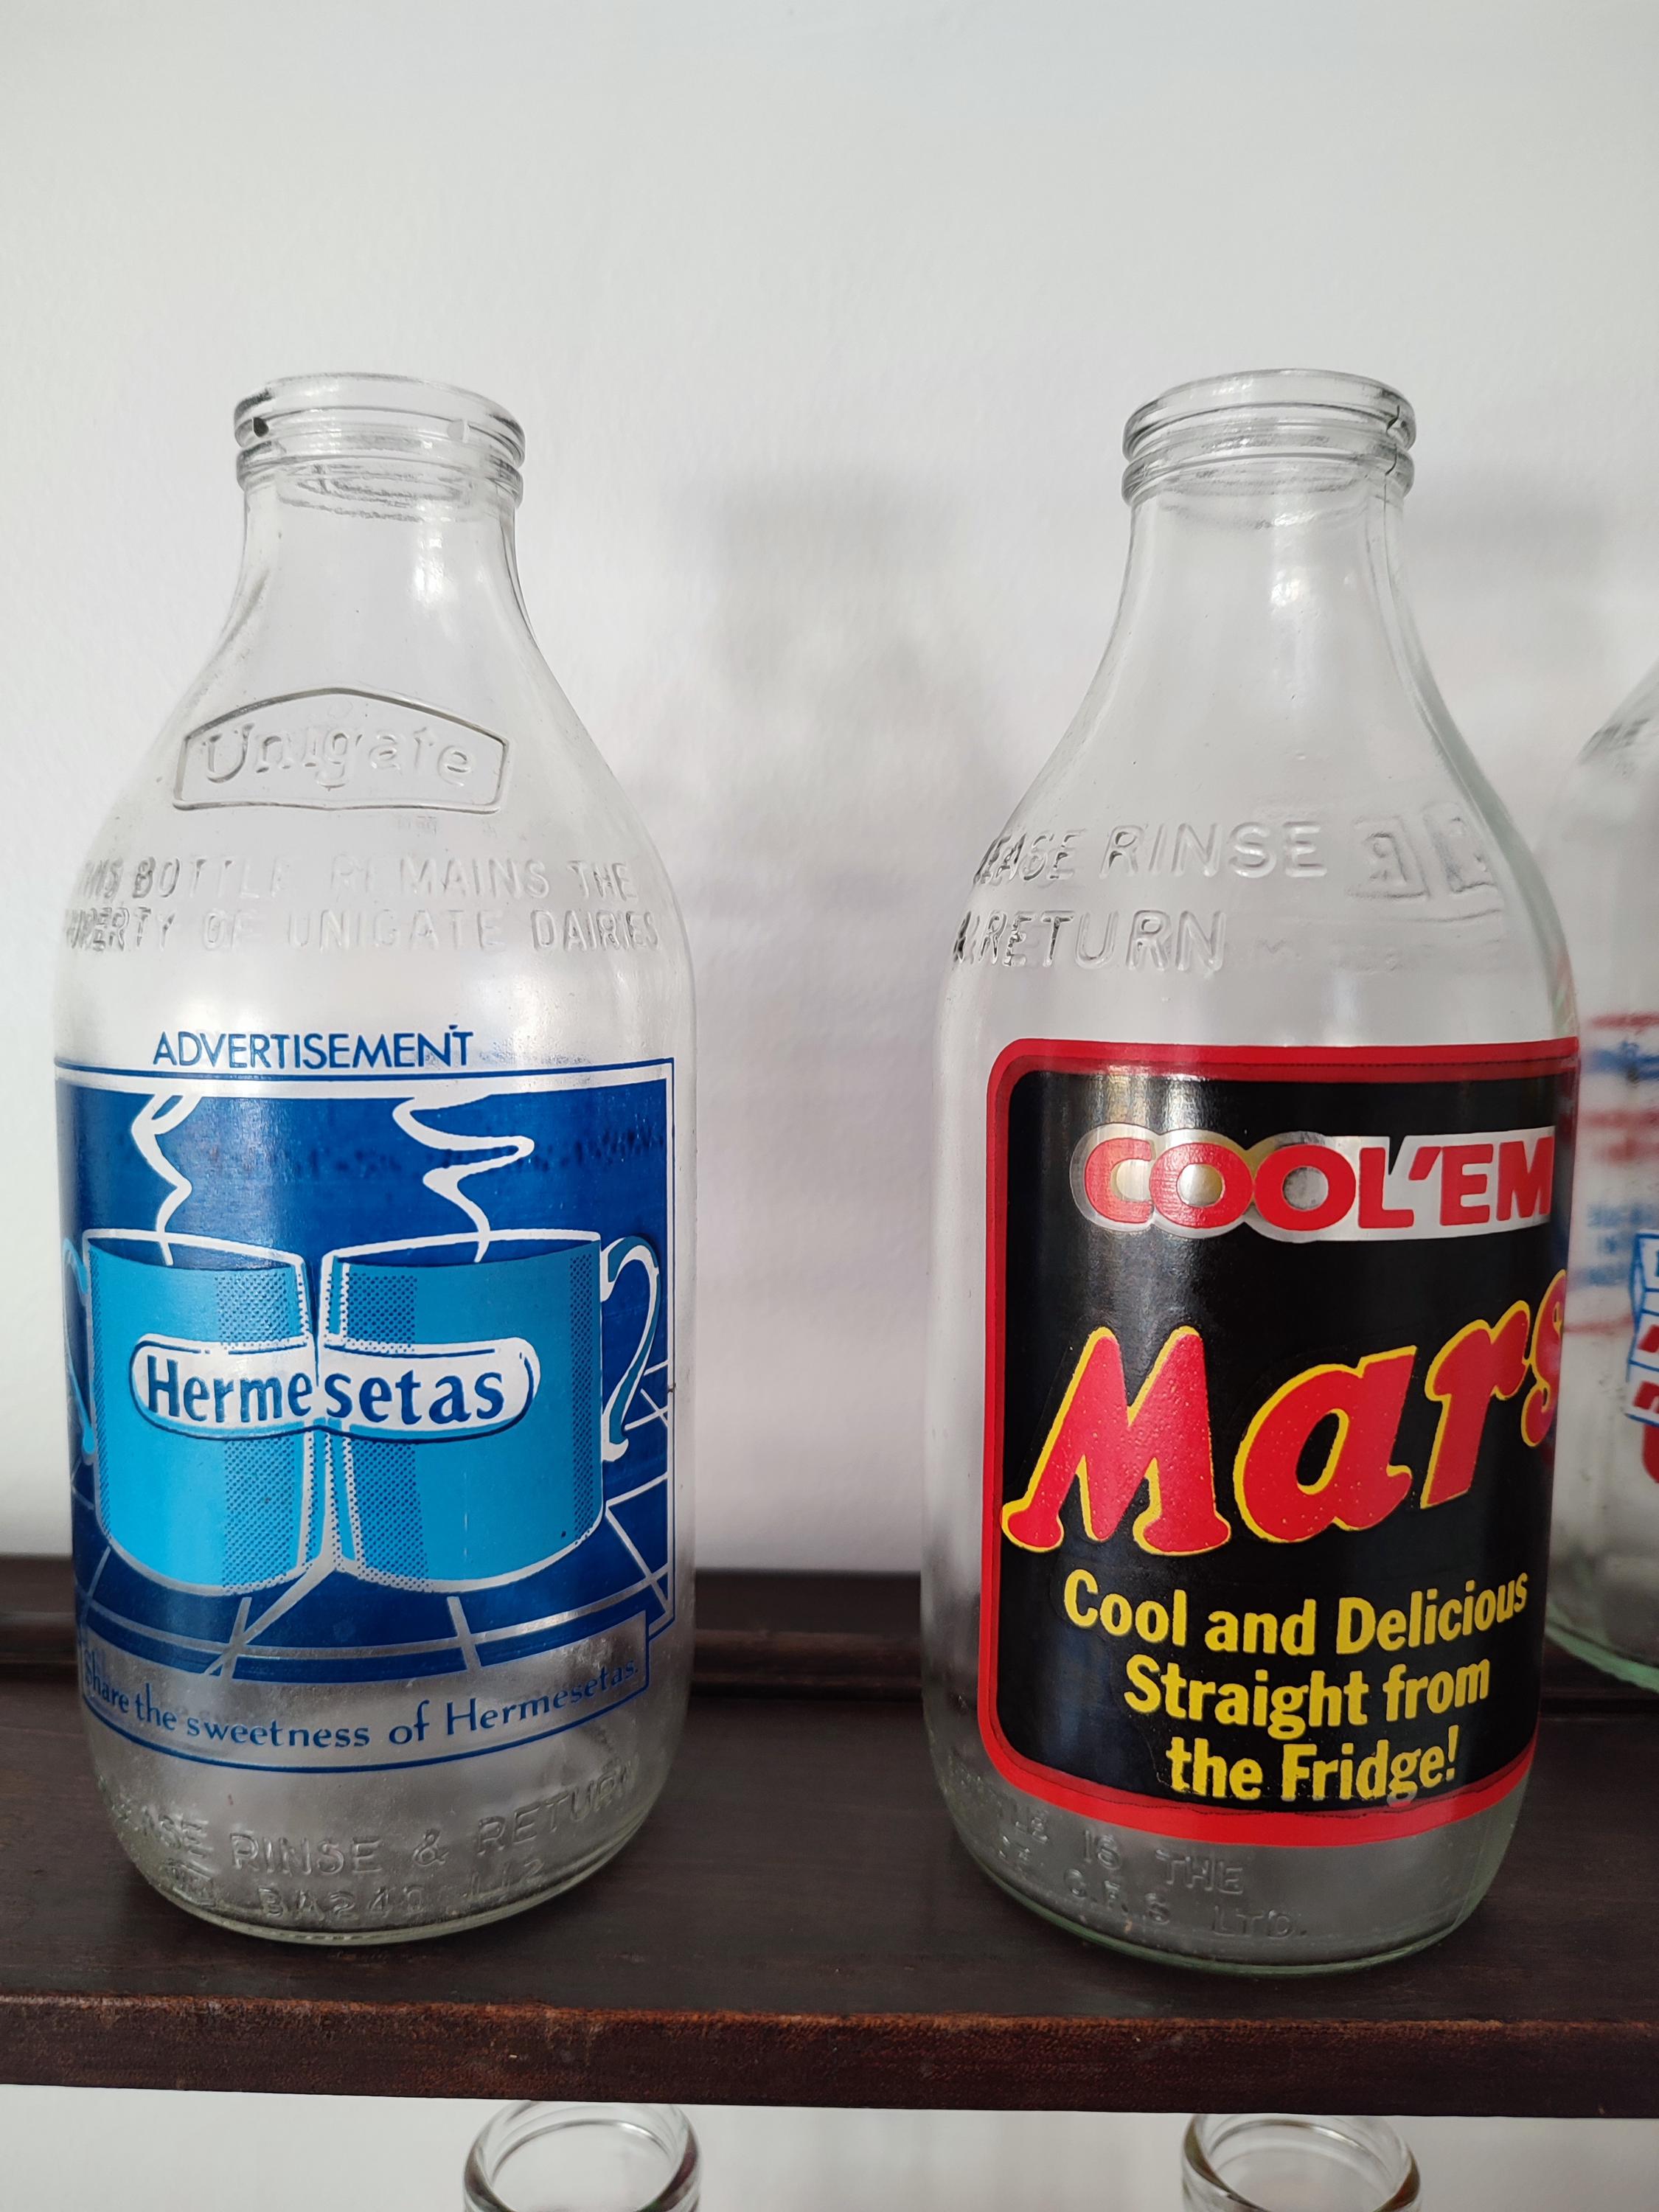 Unigate
BOTTLE REMAINS THE
OF UNIGATE DAIRIES
ADVERTISEMENT
Hermesetas
Share the sweetness of Hermesetas.
RINSE & RETURN
RINSE
RETURN
COOL'EM
Mars
Cool and Delicious
Straight from
the Fridge!
IS THE
LTD.